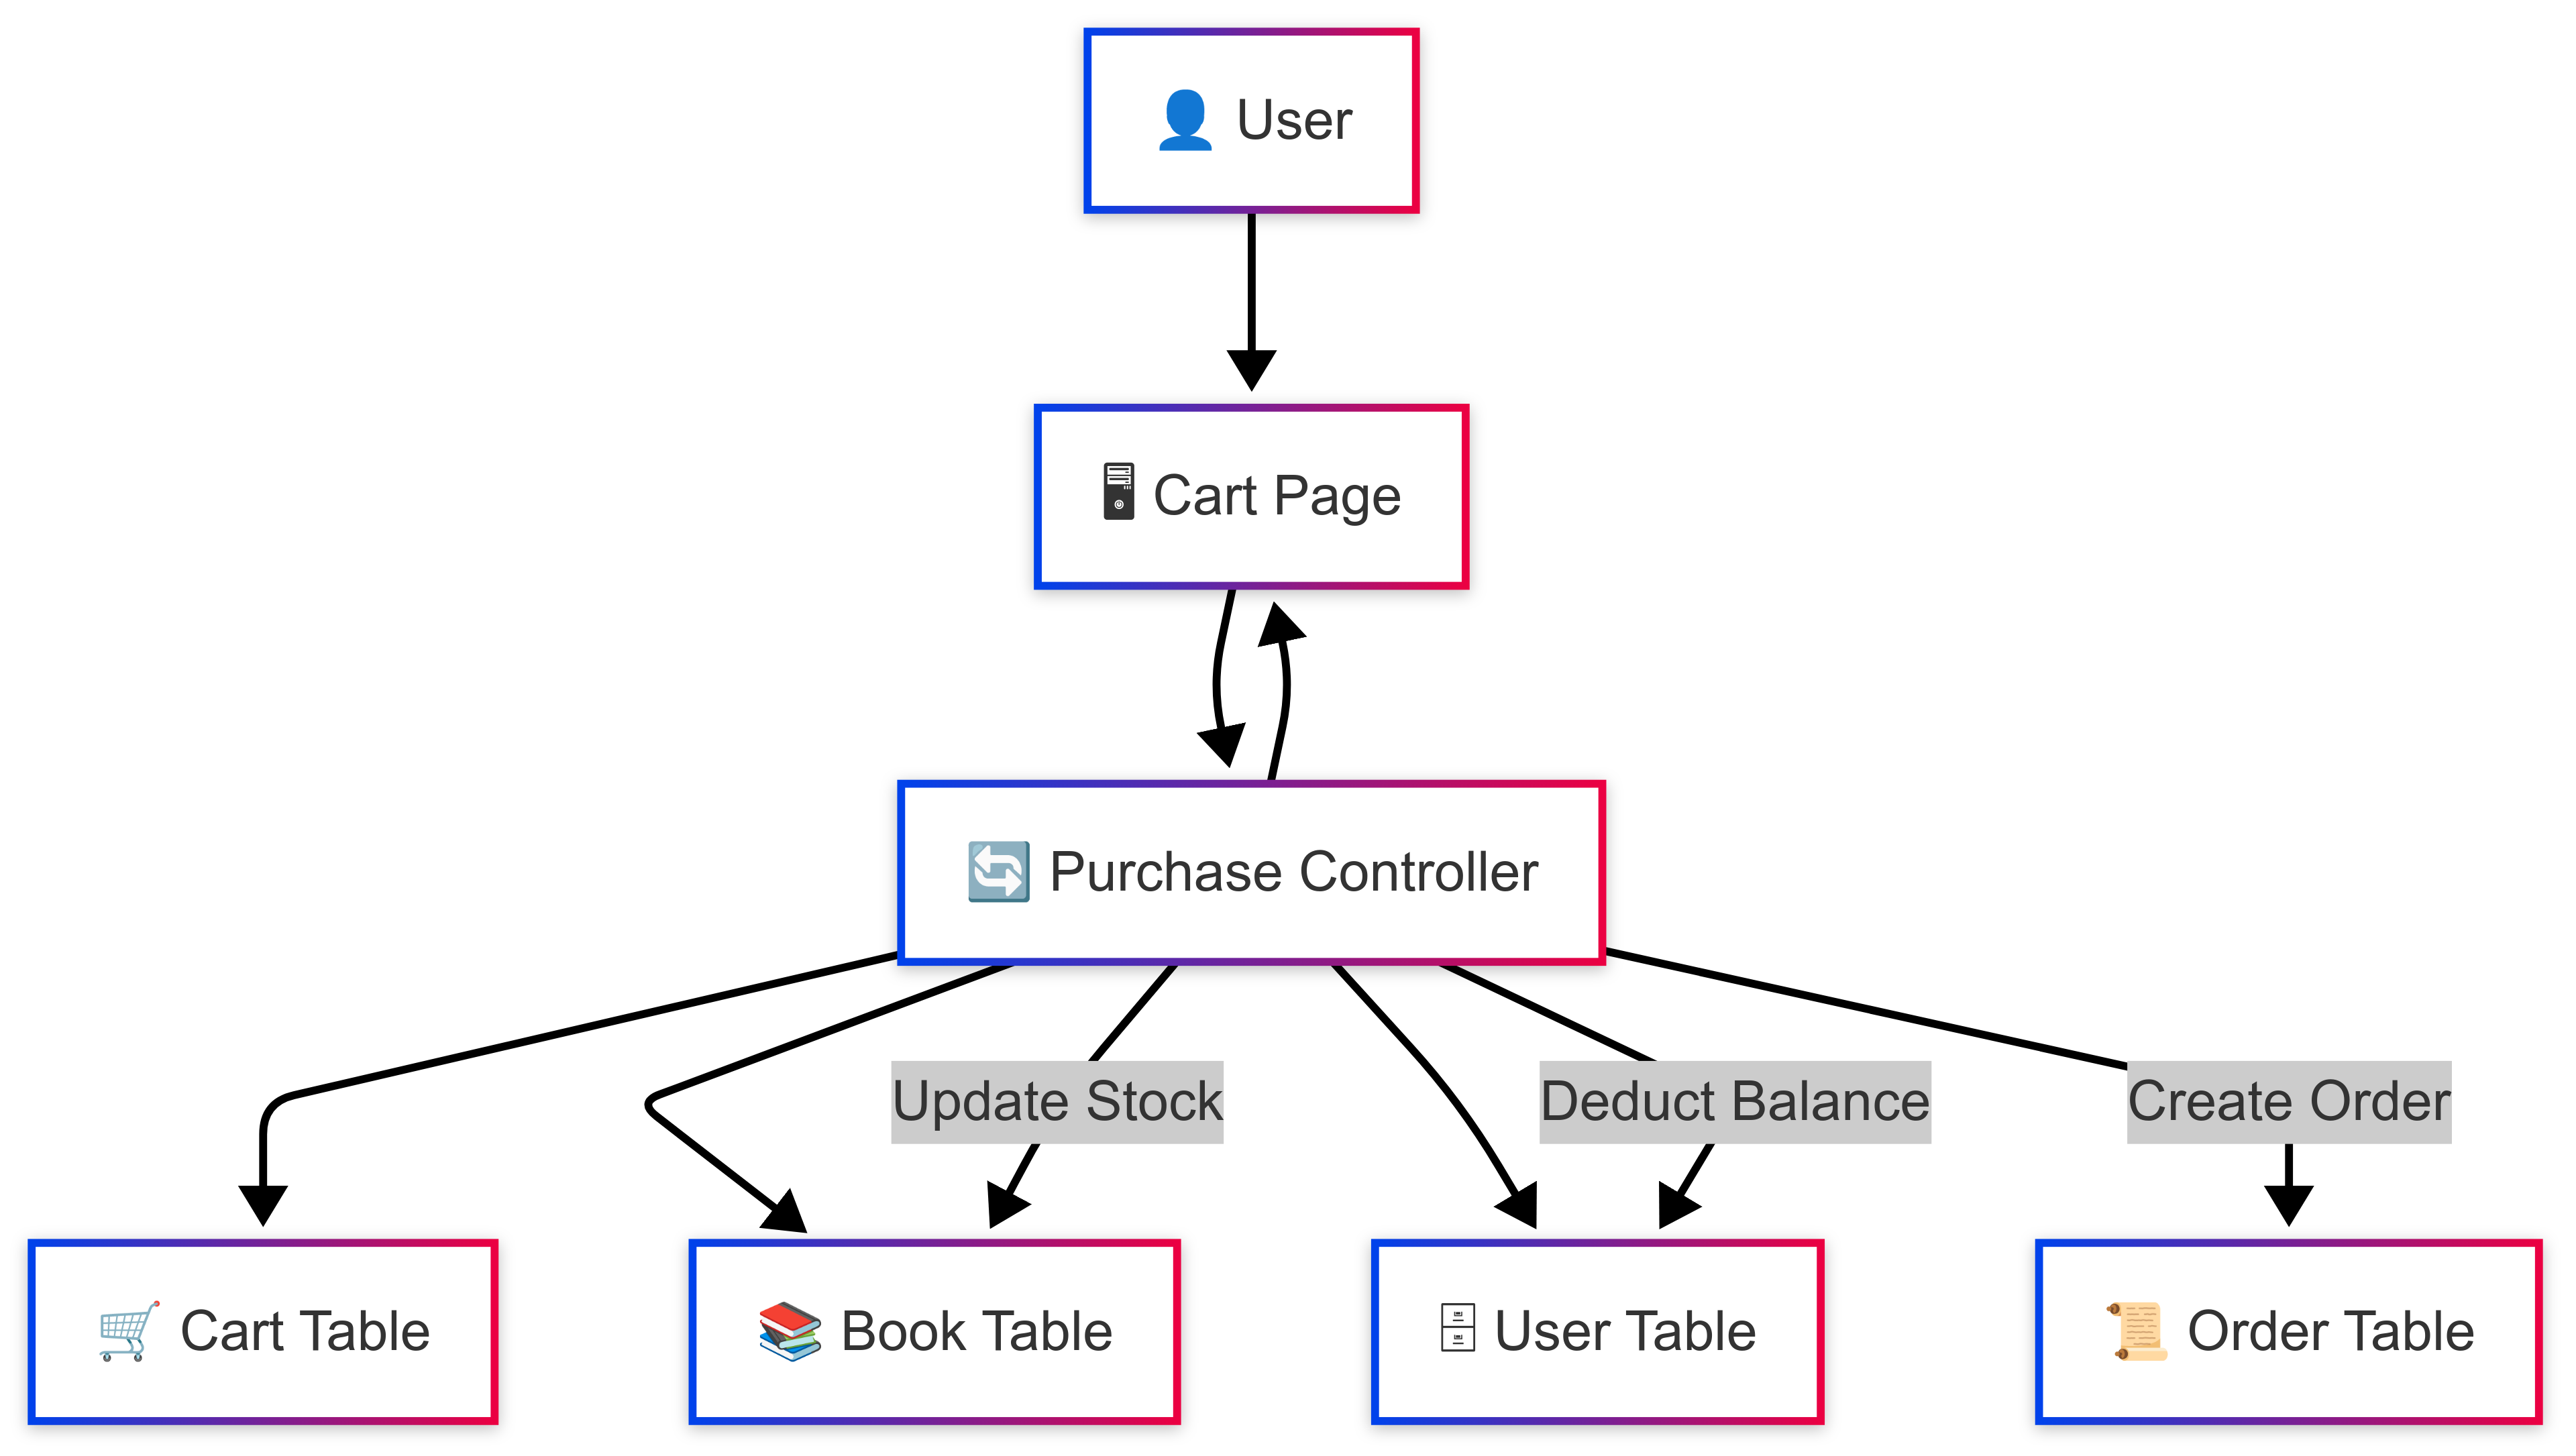 User
Cart Page
Purchase Controller
Update Stock
Deduct Balance
Create Order
Cart Table
Book Table
User Table
Order Table